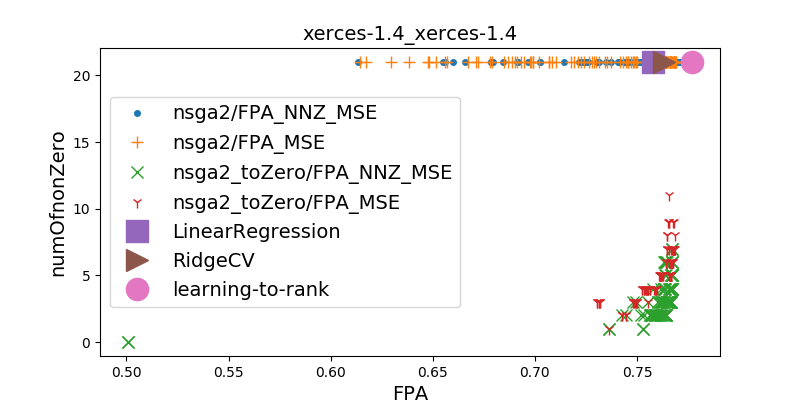 xerces-1.4_xerces-1.4
numOfnonZero
20
15
10
5
0
nsga2/FPA_NNZ_MSE
nsga2/FPA_MSE
nsga2_toZero/FPA_NNZ_MSE
nsga2_toZero/FPA_MSE
LinearRegression
RidgeCV
learning-to-rank
0.50 0.55 0.60 0.65 0.70 0.75
FPA